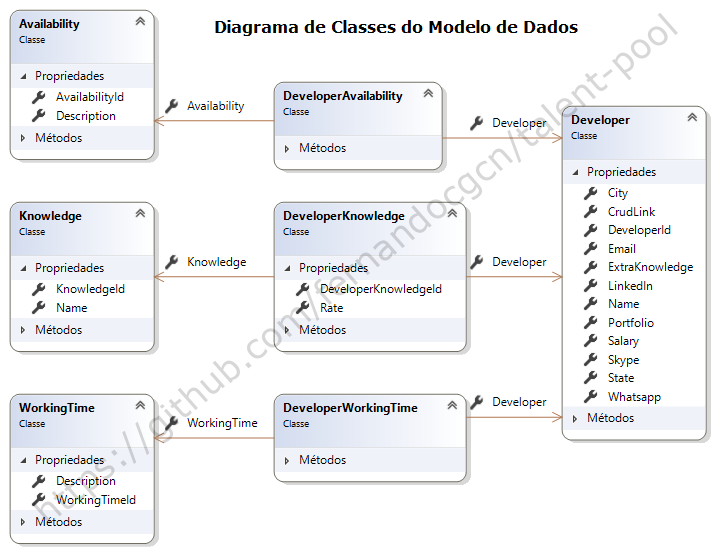 Diagrama de Classes do Modelo de Dados
Availability
Classe
Propriedades
AvailabilityId
Description
Métodos
Availability
DeveloperAvailability
Classe
Métodos
Developer
Developer
Classe
Propriedades
City
CrudLink
DeveloperId
Email
ExtraKnowledge
LinkedIn
Name
Portfolio
Salary
Skype
State
Whatsapp
Métodos
Knowledge
Classe
Propriedades
KnowledgeId
Name
Métodos
Knowledge
DeveloperKnowledge
Classe
Propriedades
DeveloperKnowledgeId
Rate
Métodos
Developer
WorkingTime
Classe
Propriedades
Description
WorkingTimeId
Métodos
WorkingTime
DeveloperWorkingTime
Classe
Métodos
Developer
https://github.com/fernandocgcn/talent-pool